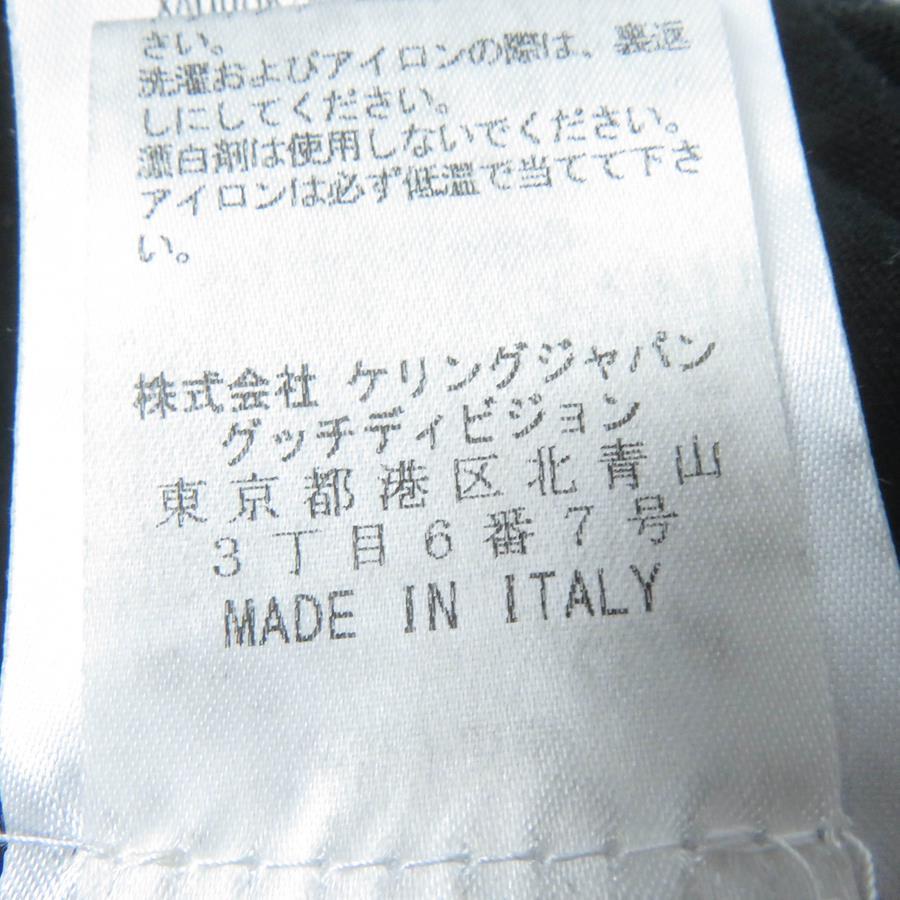 さい。
洗濯およびアイロンの際は、裏返
しにしてください。
漂白剤は使用しないでください。
アイロンは必ず低温で当てて下さ
い。
株式会社 ケリングジャパン
グッチディビジョン
東京都港区北青山
3丁目6番7号
MADE IN ITALY